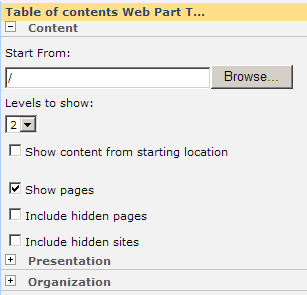 Table of contents Web Part T...
Content
Start From:
/
Browse...
Levels to show:
2
Show content from starting location
Show pages
Include hidden pages
Include hidden sites
Presentation
Organization